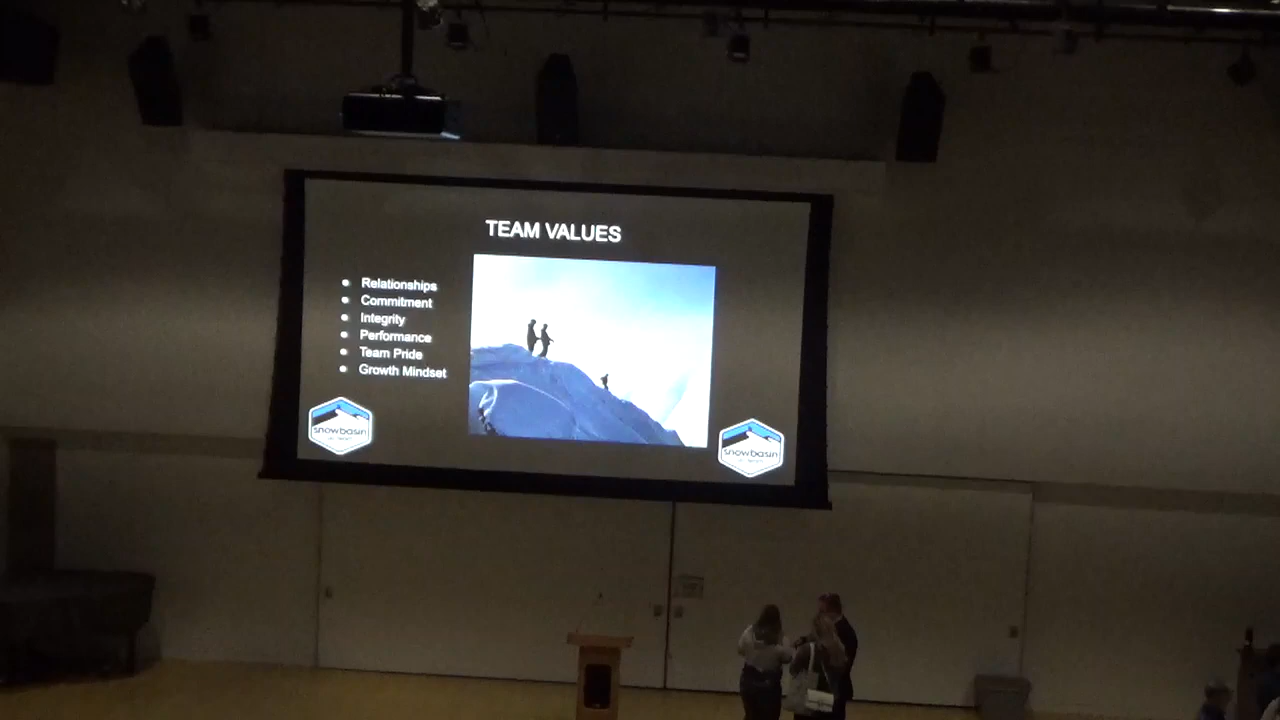 TEAM VALUES
Relationships
Commitment
Integrity
Performance
Team Pride
Growth Mindset
snowbasin
snowbasin